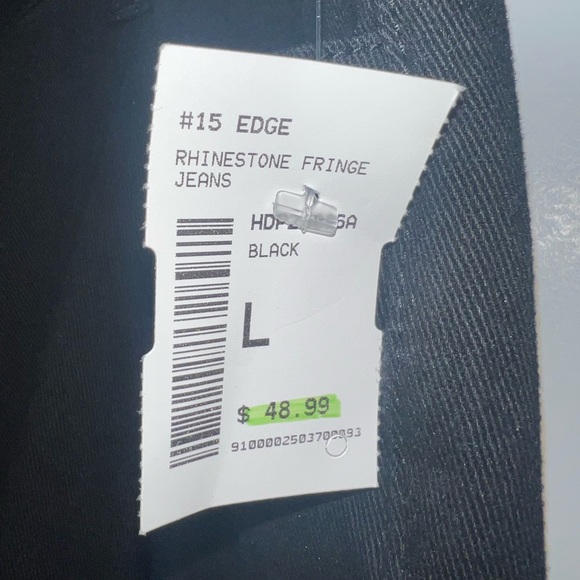 #15 EDGE
RHINESTONE FRINGE
JEANS
BLACK
L
$ 48.99